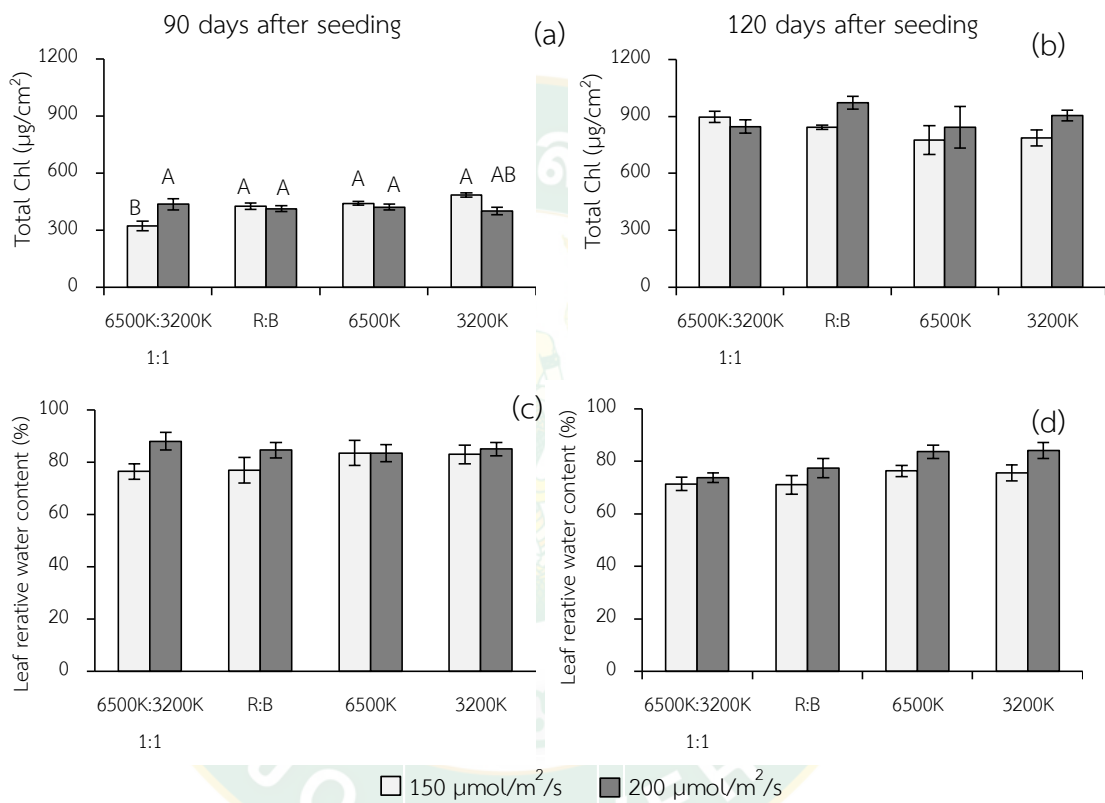 90 days after seeding
120 days after seeding
(a)
Total Chl (µg/cm²)
1200
900
600
300
0
B
A
A
A
A
A
A
AB
6500K:3200K
1:1
R:B
6500K
3200K
(b)
Total Chl (µg/cm²)
1200
900
600
300
0
6500K:3200K
1:1
R:B
6500K
3200K
(c)
Leaf rerative water content (%)
100
80
60
40
20
0
6500K:3200K
1:1
R:B
6500K
3200K
(d)
Leaf rerative water content (%)
100
80
60
40
20
0
6500K:3200K
1:1
R:B
6500K
3200K
150 µmol/m²/s
200 µmol/m²/s